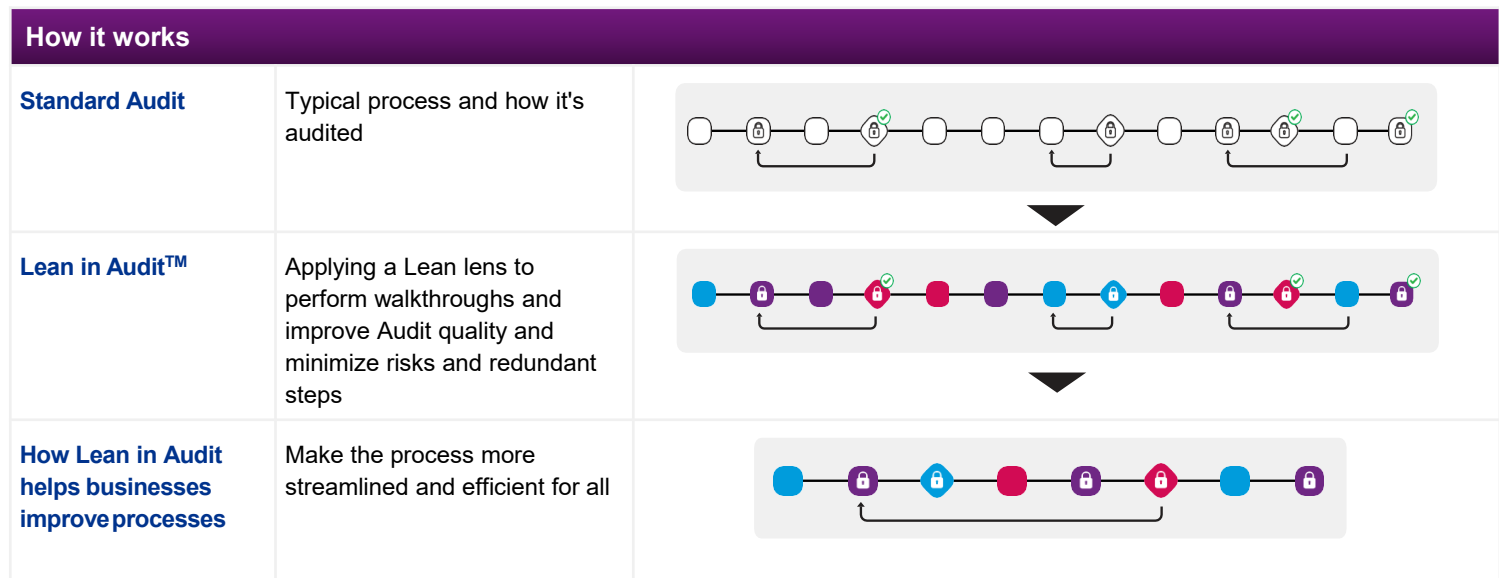 How it works
Standard Audit
Typical process and how it's
audited
Lean in Audit™
Applying a Lean lens to
perform walkthroughs and
improve Audit quality and
minimize risks and redundant
steps
How Lean in Audit
helps businesses
improve processes
Make the process more
streamlined and efficient for all